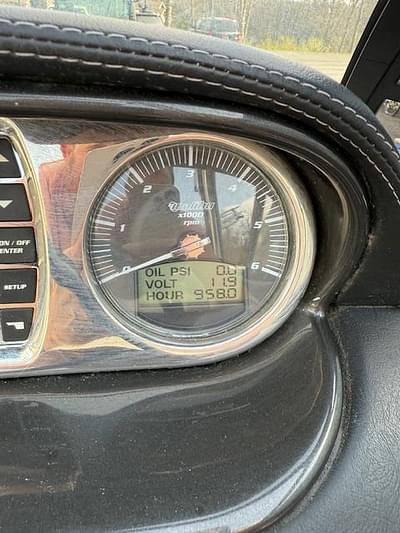 3
2
4
Malibu
1
x1000
5
rpm
ON / OFF
ENTER
0
OIL PSI 0.0
6
VOLT 11.9
SETUP
HOUR 958.0